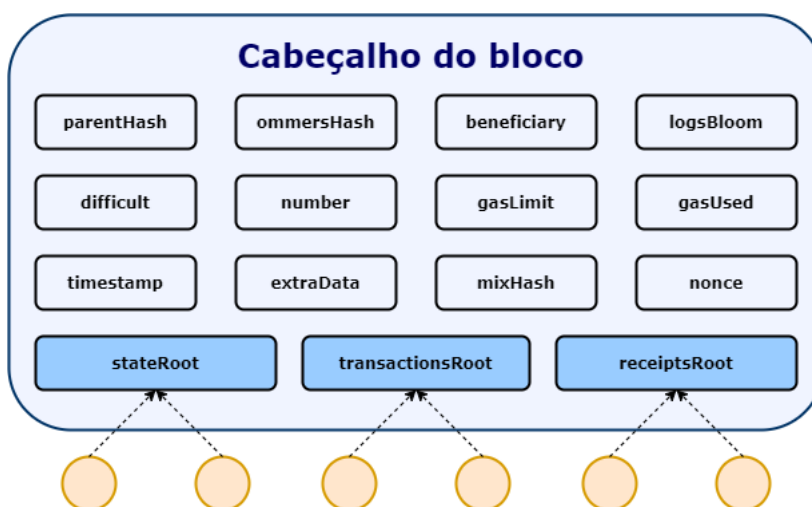 Cabeçalho do bloco
parentHash ommersHash beneficiary logsBloom
difficult number gasLimit gasUsed
timestamp extraData mixHash nonce
stateRoot transactionsRoot receiptsRoot